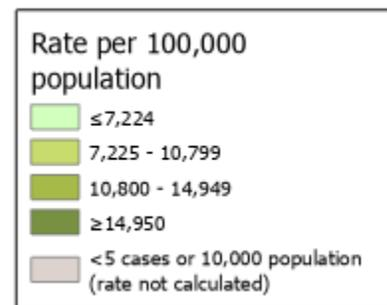 Rate per 100,000
population
≤7,224
7,225 - 10,799
10,800 - 14,949
≥14,950
<5 cases or 10,000 population
(rate not calculated)